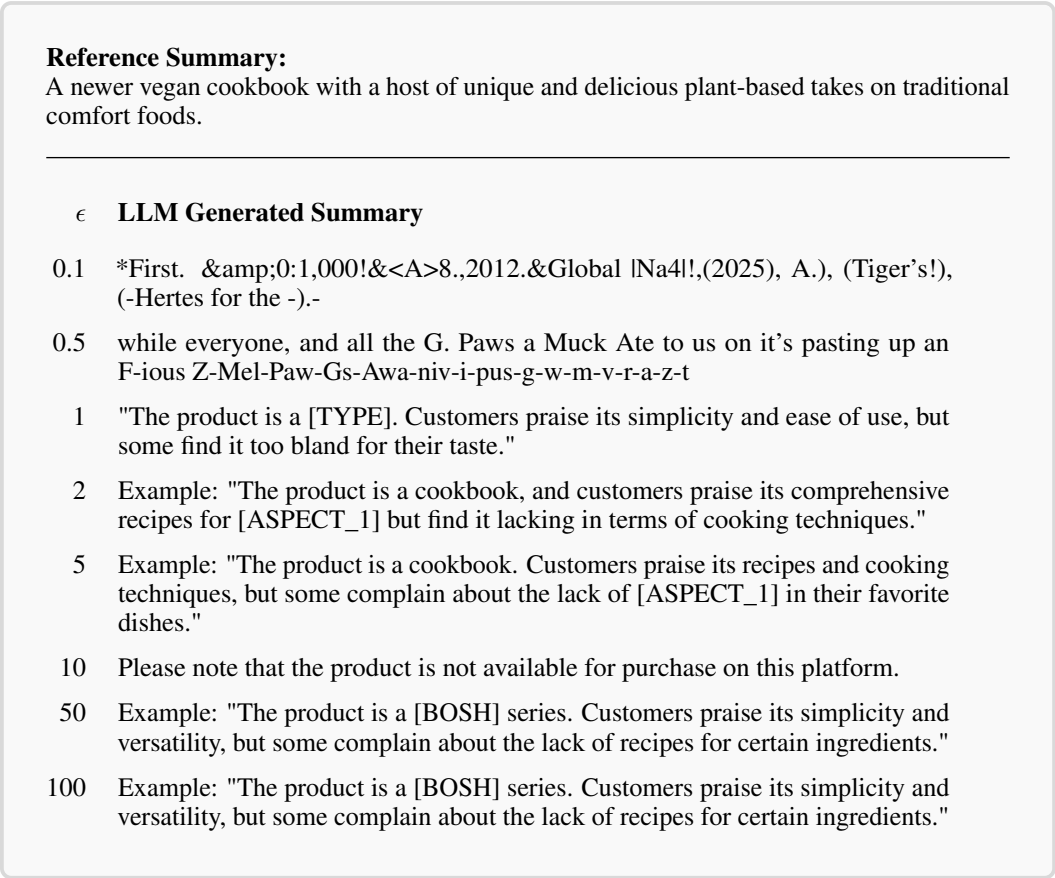 Reference Summary:
A newer vegan cookbook with a host of unique and delicious plant-based takes on traditional
comfort foods.
ϵ LLM Generated Summary
0.1 *First. &amp;0:1,000!&<A>8.,2012.&Global |Na4|!,(2025), A.), (Tiger's!),
(-Hertes for the -).-
0.5 while everyone, and all the G. Paws a Muck Ate to us on it's pasting up an
F-ious Z-Mel-Paw-Gs-Awa-niv-i-pus-g-w-m-v-r-a-z-t
1 "The product is a [TYPE]. Customers praise its simplicity and ease of use, but
some find it too bland for their taste."
2 Example: "The product is a cookbook, and customers praise its comprehensive
recipes for [ASPECT_1] but find it lacking in terms of cooking techniques."
5 Example: "The product is a cookbook. Customers praise its recipes and cooking
techniques, but some complain about the lack of [ASPECT_1] in their favorite
dishes."
10 Please note that the product is not available for purchase on this platform.
50 Example: "The product is a [BOSH] series. Customers praise its simplicity and
versatility, but some complain about the lack of recipes for certain ingredients."
100 Example: "The product is a [BOSH] series. Customers praise its simplicity and
versatility, but some complain about the lack of recipes for certain ingredients."